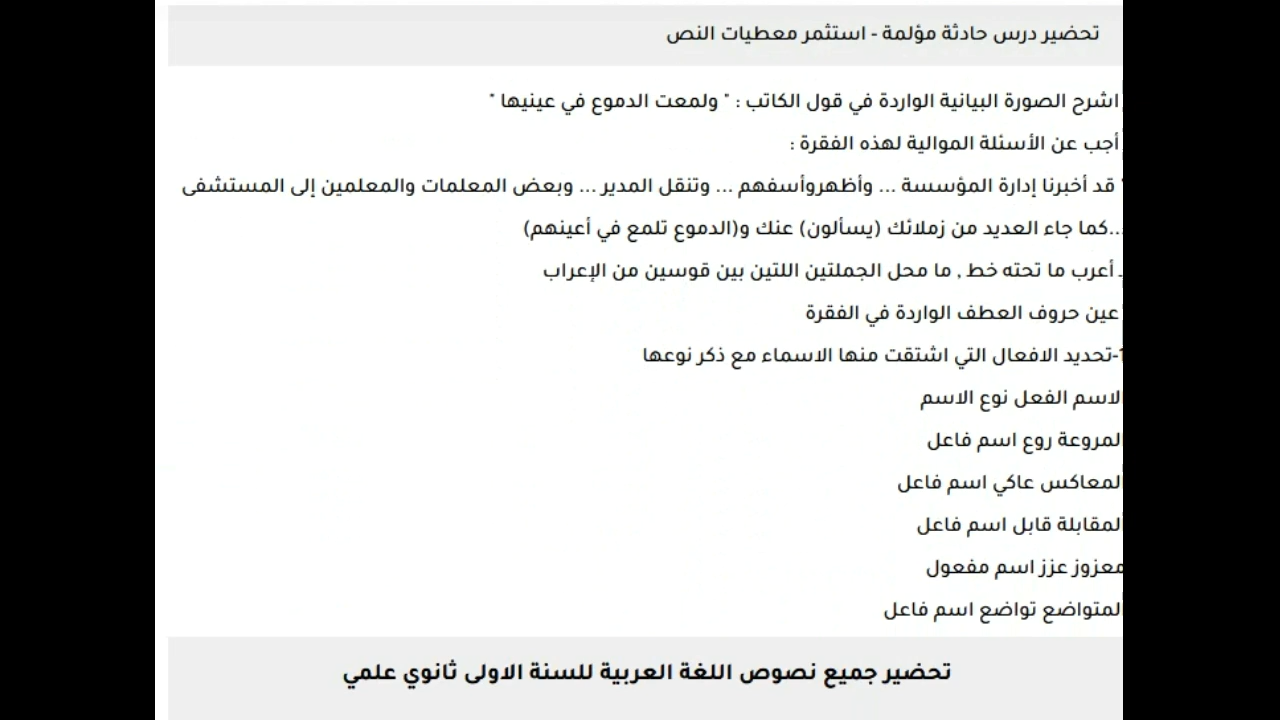 تحضير درس حادثة مؤلمة - استثمر معطيات النص
اشرح الصورة البيانية الواردة في قول الكاتب : " ولمعت الدموع في عينيها "
أجب عن الأسئلة الموالية لهذه الفقرة :
" قد أخبرنا إدارة المؤسسة ... وأظهروأسفهم ... وتنقل المدير ... وبعض المعلمات والمعلمين إلى المستشفى
...كما جاء العديد من زملائك (يسألون) عنك و(الدموع تلمع في أعينهم)
ـ أعرب ما تحته خط , ما محل الجملتين اللتين بين قوسين من الإعراب
عين حروف العطف الواردة في الفقرة
1-تحديد الافعال التي اشتقت منها الاسماء مع ذكر نوعها
الاسم الفعل نوع الاسم
المروعة روع اسم فاعل
المعاكس عاكي اسم فاعل
المقابلة قابل اسم فاعل
معزوز عزز اسم مفعول
المتواضع تواضع اسم فاعل
تحضير جميع نصوص اللغة العربية للسنة الاولى ثانوي علمي